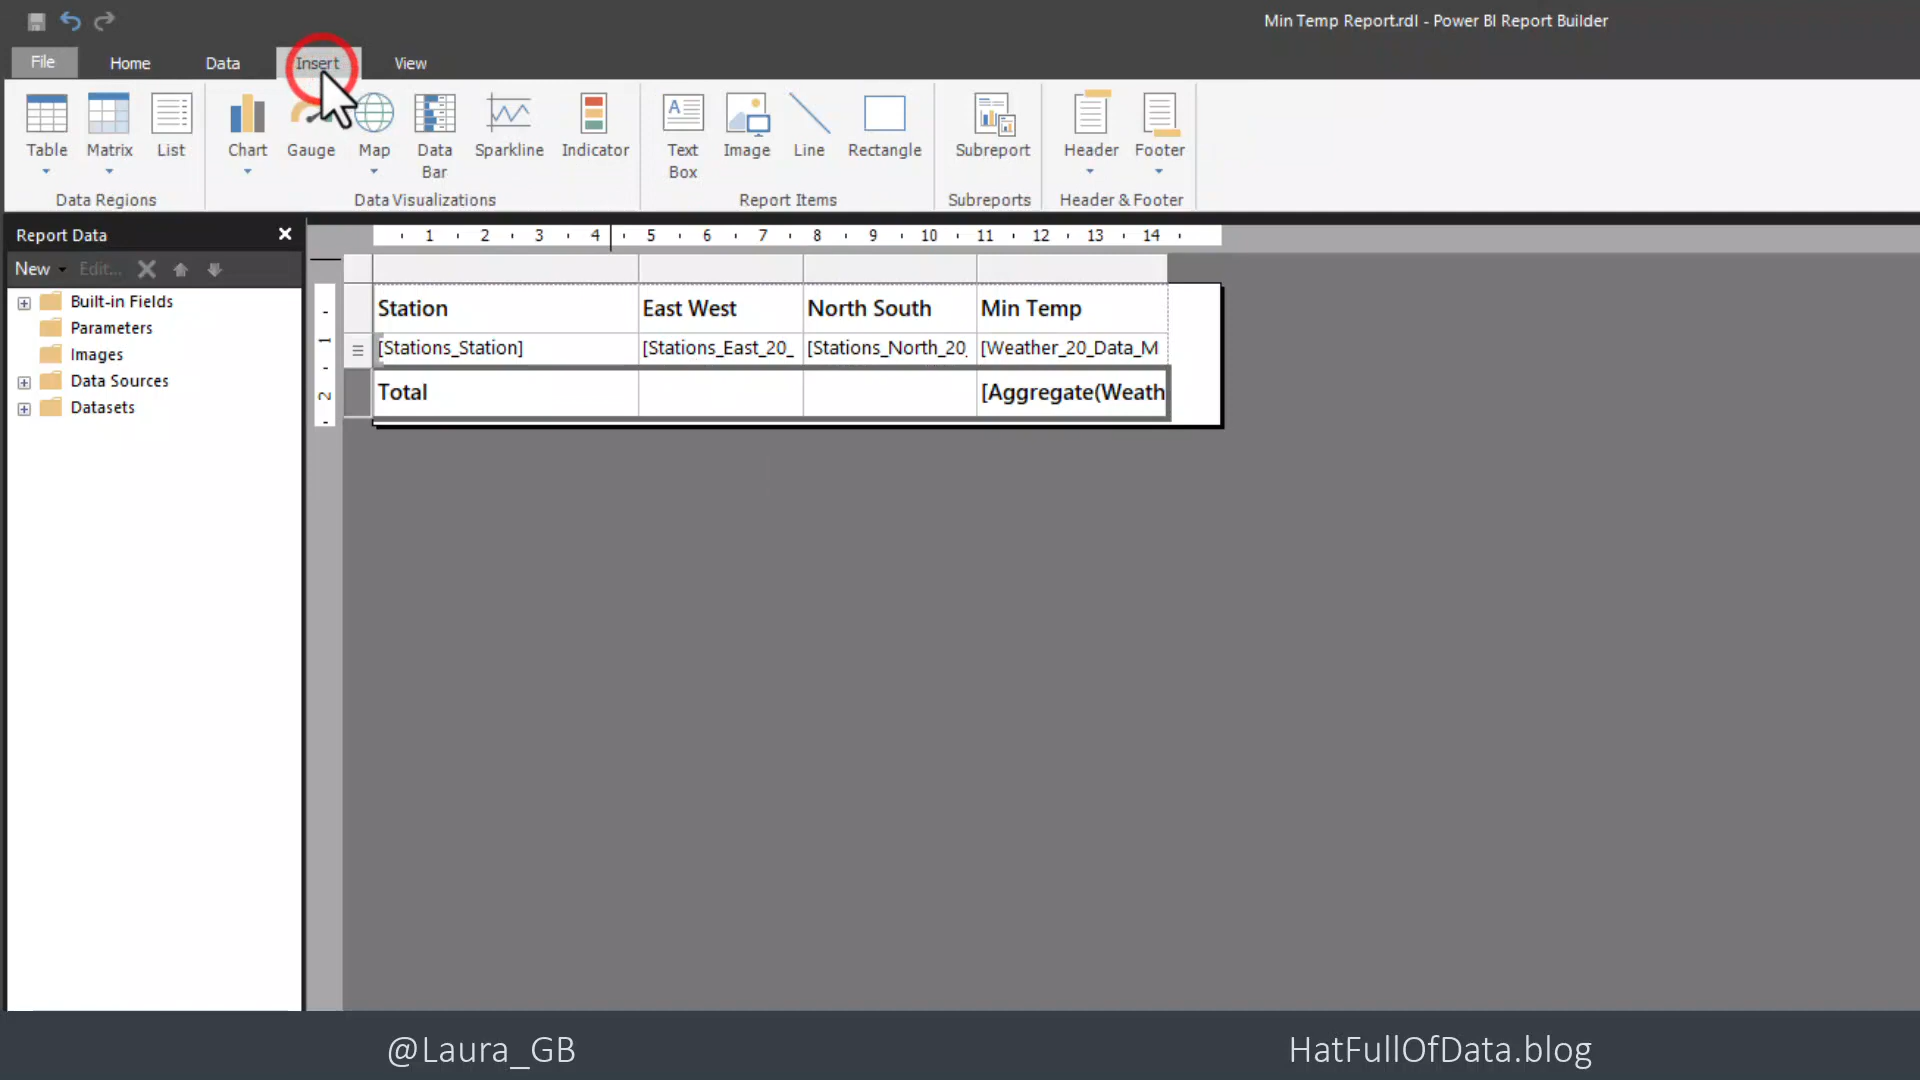 Min Temp Report.rdl - Power BI Report Builder
File Home Data Insert View
Table Matrix List Chart Gauge Map Data Bar Sparkline Indicator Text Box Image Line Rectangle Subreport Header Footer
Data Regions Data Visualizations Report Items Subreports Header & Footer
Report Data
1 2 3 4 5 6 7 8 9 10 11 12 13 14
New Edit...
Built-in Fields
Parameters
Images
Data Sources
Datasets
1
2
Station East West North South Min Temp
[Stations_Station] [Stations_East_20_ [Stations_North_20_ [Weather_20_Data_M
Total [Aggregate(Weath
@Laura_GB HatFullOfData.blog